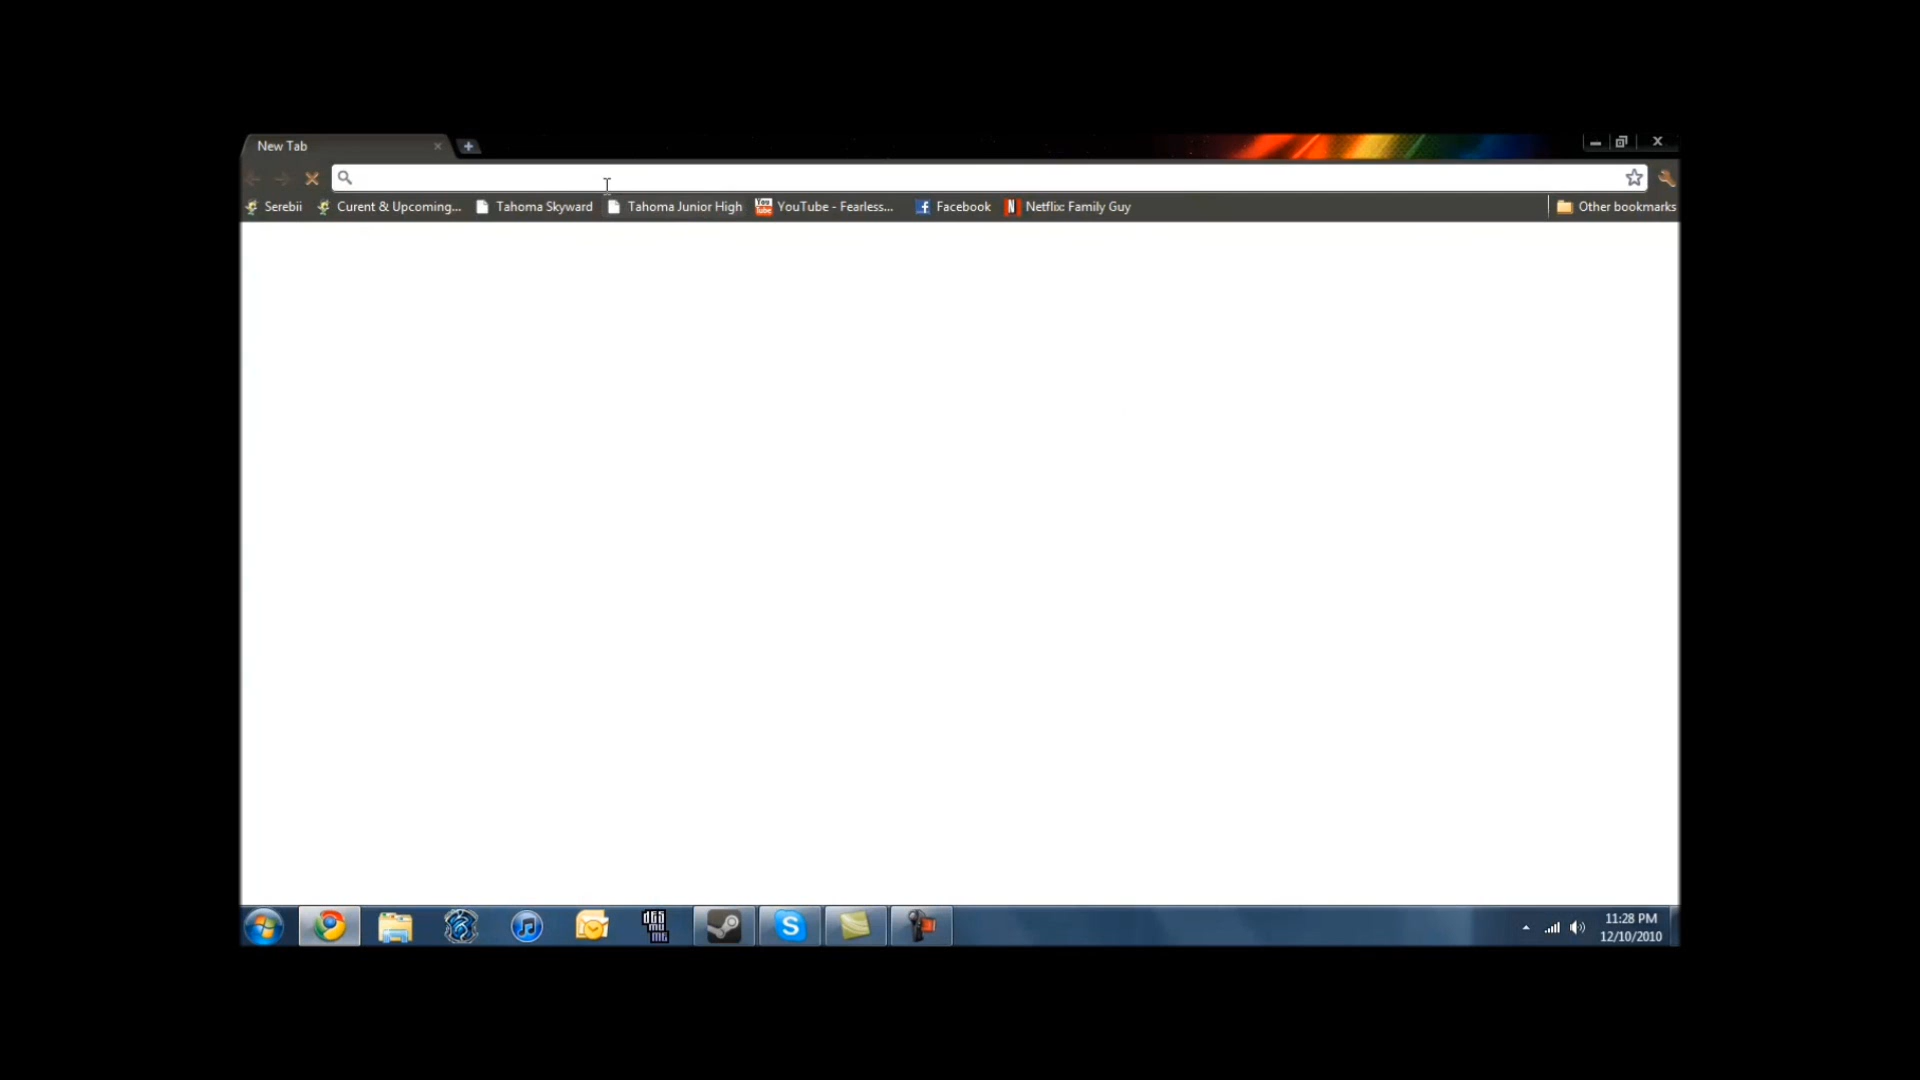 New Tab
Serebii Curent & Upcoming... Tahoma Skyward Tahoma Junior High YouTube - Fearless... Facebook Netflix: Family Guy Other bookmarks
11:28 PM
12/10/2010